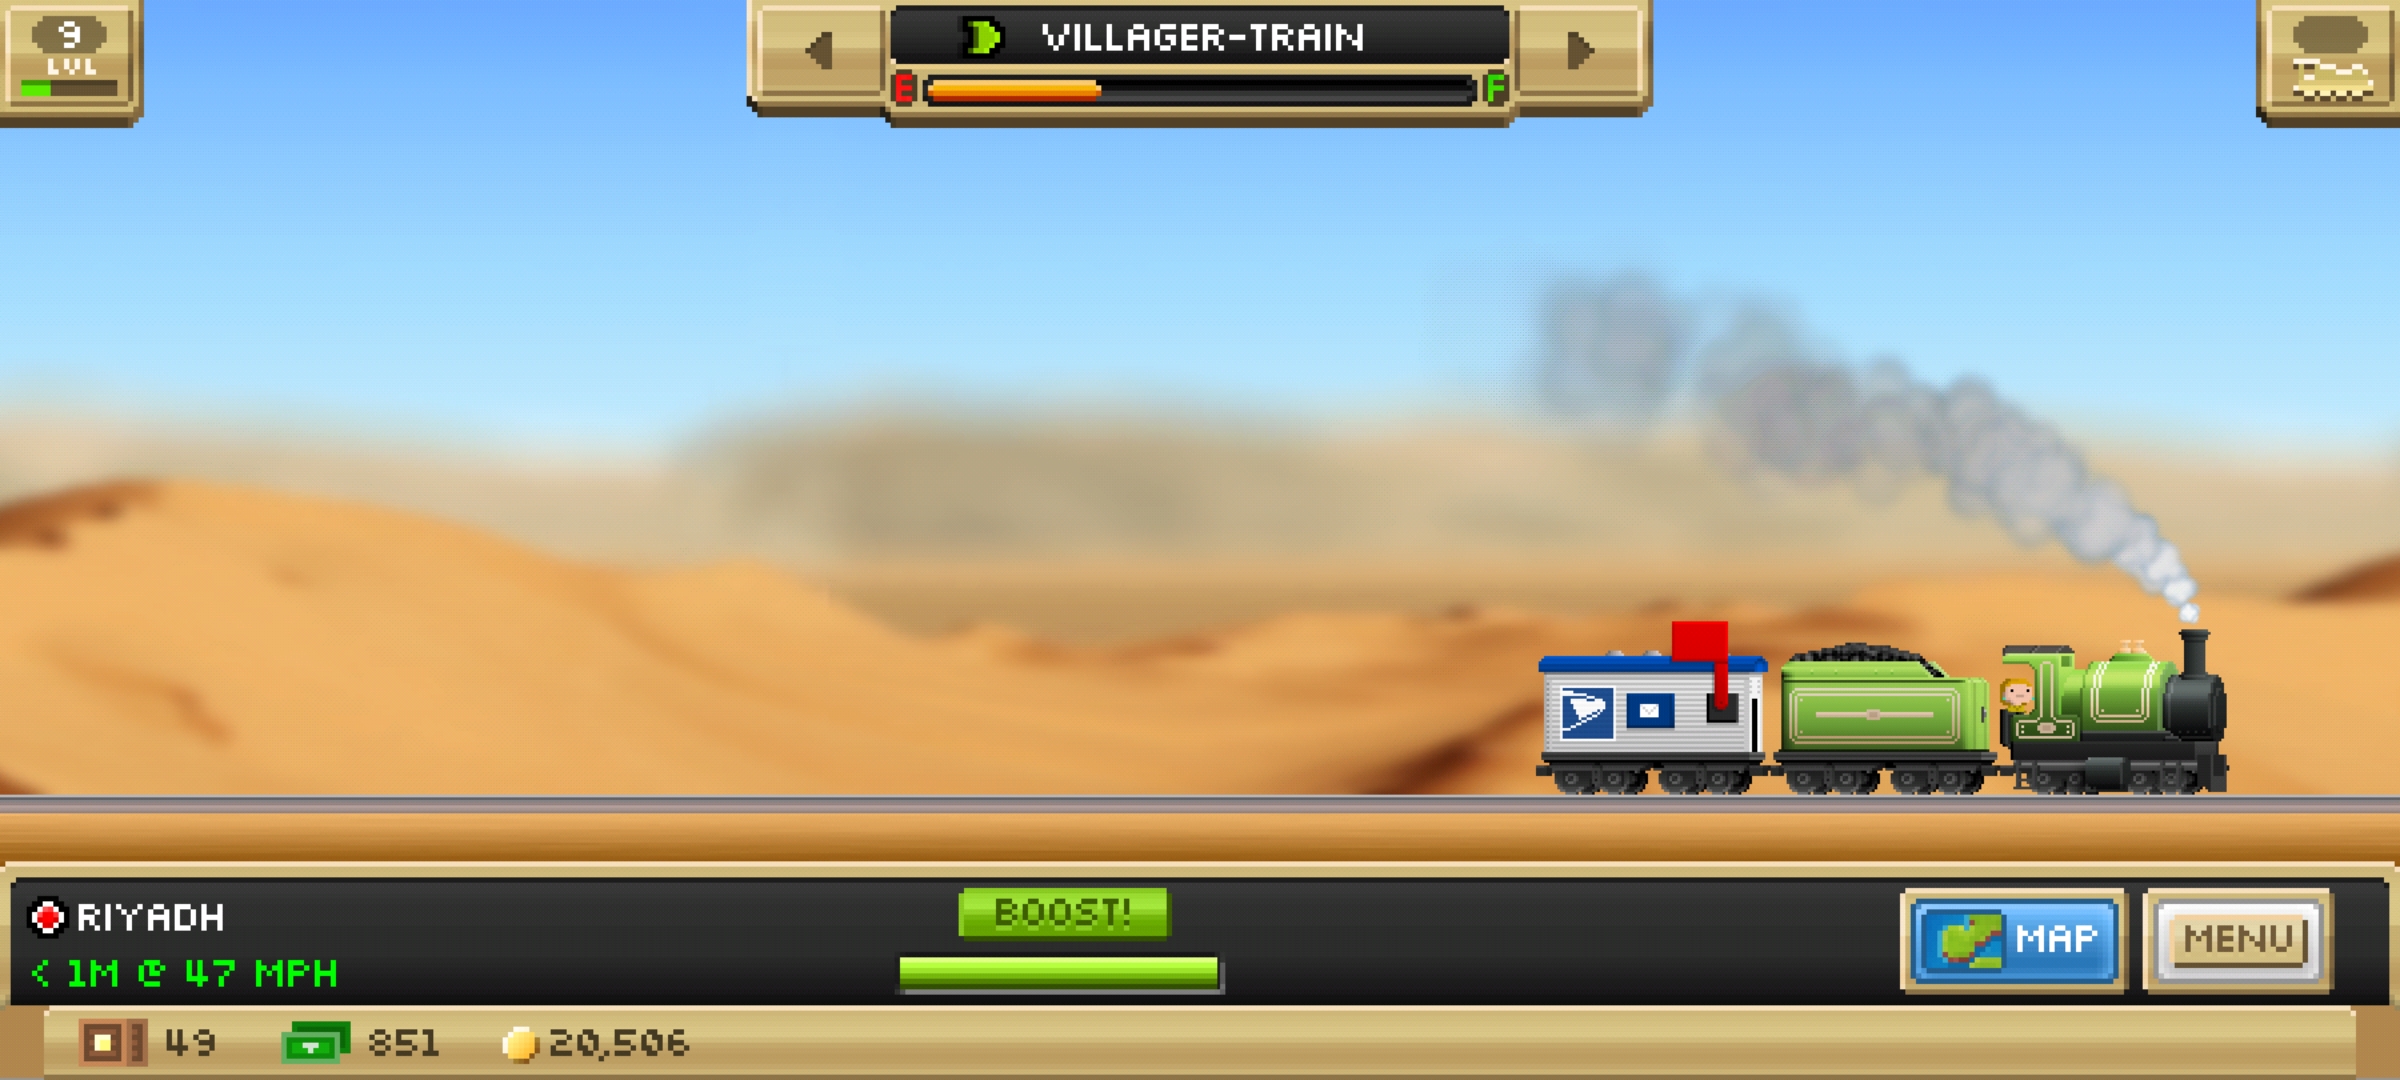 9
LVL
VILLAGER-TRAIN
E F
RIYADH
< 1M @ 47 MPH
BOOST!
MAP
MENU
49 851 20,506